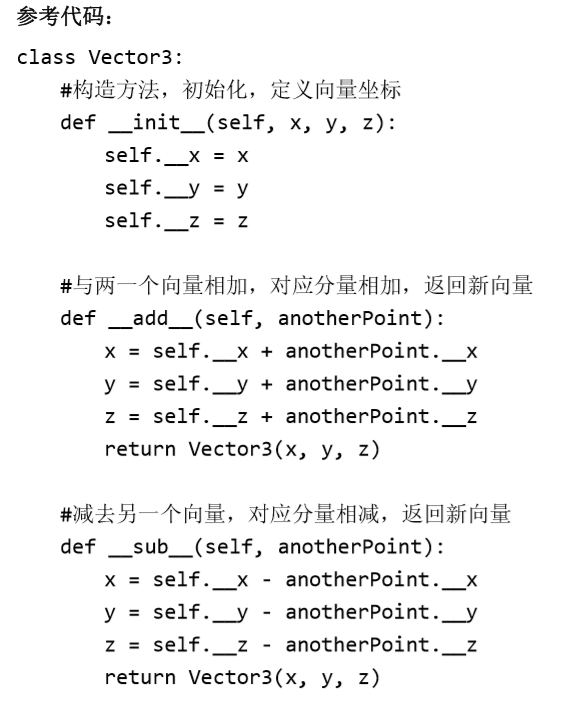 参考代码：
class Vector3:
    #构造方法，初始化，定义向量坐标
    def __init__(self, x, y, z):
        self.__x = x
        self.__y = y
        self.__z = z

    #与两一个向量相加，对应分量相加，返回新向量
    def __add__(self, anotherPoint):
        x = self.__x + anotherPoint.__x
        y = self.__y + anotherPoint.__y
        z = self.__z + anotherPoint.__z
        return Vector3(x, y, z)

    #减去另一个向量，对应分量相减，返回新向量
    def __sub__(self, anotherPoint):
        x = self.__x - anotherPoint.__x
        y = self.__y - anotherPoint.__y
        z = self.__z - anotherPoint.__z
        return Vector3(x, y, z)